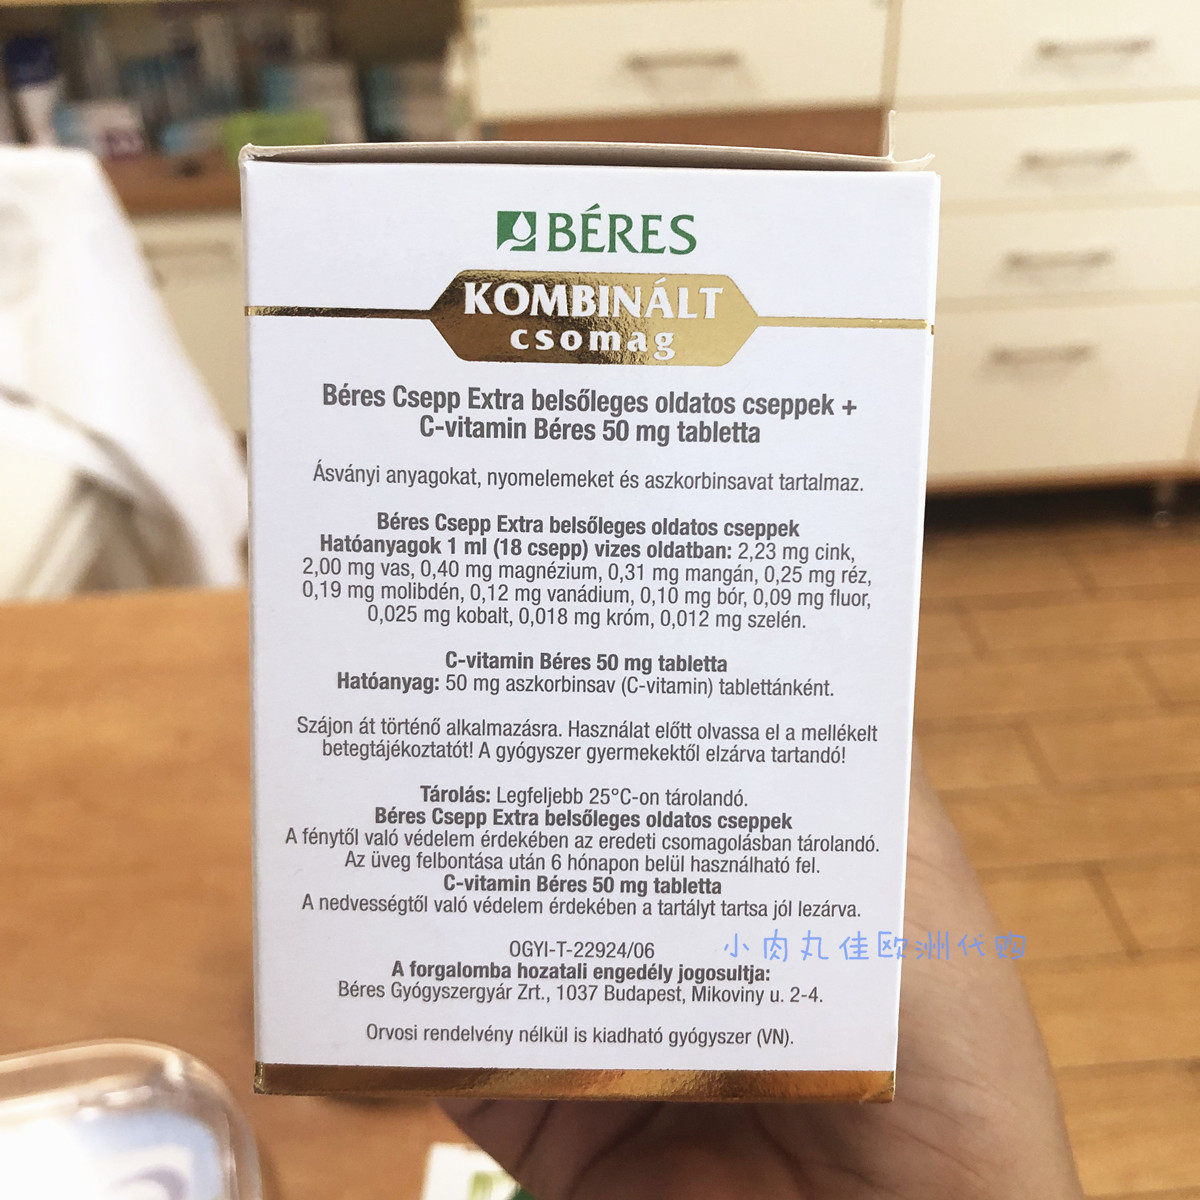 BÉRES
KOMBINÁLT
csomag
Béres Csepp Extra belsőleges oldatos cseppek +
C-vitamin Béres 50 mg tabletta
Ásványi anyagokat, nyomelemeket és aszkorbinsavat tartalmaz.
Béres Csepp Extra belsőleges oldatos cseppek
Hatóanyagok 1 ml (18 csepp) vizes oldatban: 2,23 mg cink,
2,00 mg vas, 0,40 mg magnézium, 0,31 mg mangán, 0,25 mg réz,
0,19 mg molibdén, 0,12 mg vanádium, 0,10 mg bór, 0,09 mg fluor,
0,025 mg kobalt, 0,018 mg króm, 0,012 mg szelén.
C-vitamin Béres 50 mg tabletta
Hatóanyag: 50 mg aszkorbinsav (C-vitamin) tablettánként.
Szájon át történő alkalmazásra. Használat előtt olvassa el a mellékelt
betegtájékoztatót! A gyógyszer gyermekektől elzárva tartandó!
Tárolás: Legfeljebb 25°C-on tárolandó.
Béres Csepp Extra belsőleges oldatos cseppek
A fénytől való védelem érdekében az eredeti csomagolásban tárolandó.
Az üveg felbontása után 6 hónapon belül használható fel.
C-vitamin Béres 50 mg tabletta
A nedvességtől való védelem érdekében a tartályt tartsa jól lezárva.
OGYI-T-22924/06
小肉丸佳欧洲代购
A forgalomba hozatali engedély jogosultja:
Béres Gyógyszergyár Zrt., 1037 Budapest, Mikoviny u. 2-4.
Orvosi rendelvény nélkül is kiadható gyógyszer (VN).